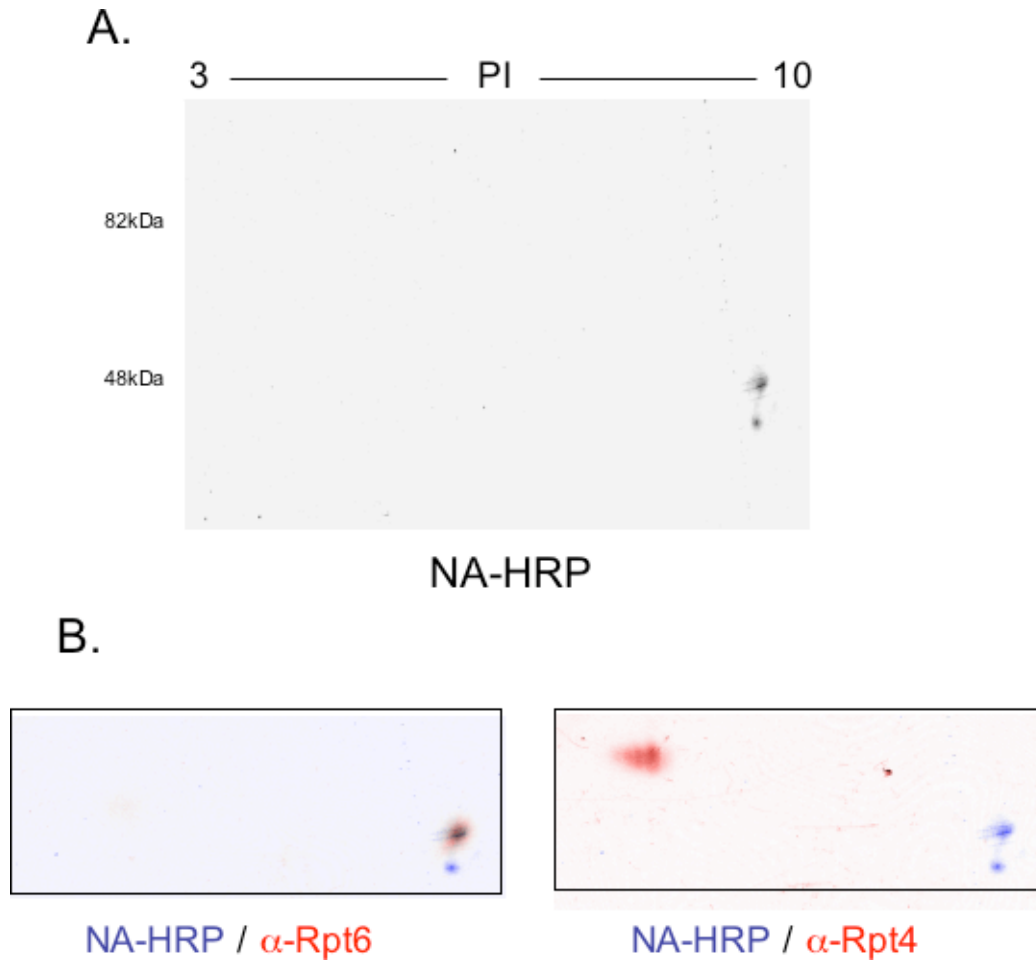 A.
3 PI 10
82kDa
48kDa
NA-HRP
B.
NA-HRP / α-Rpt6
NA-HRP / α-Rpt4